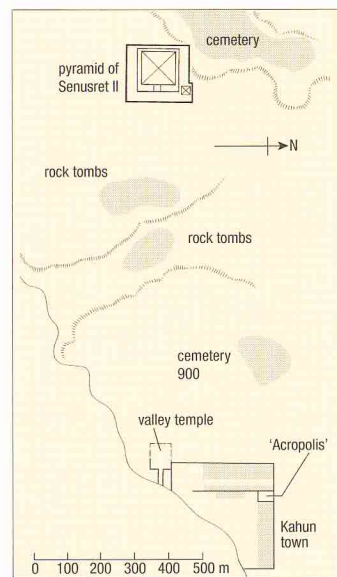 cemetery
pyramid of
Senusret II
N
rock tombs
rock tombs
cemetery
900
valley temple
'Acropolis'
Kahun
town
0 100 200 300 400 500 m